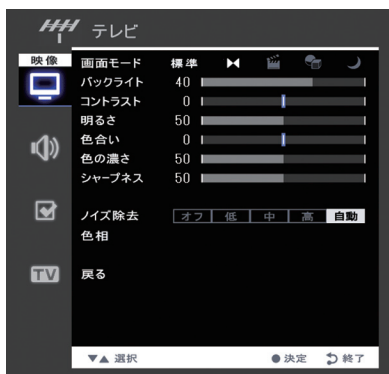 テレビ
映像
画面モード 標準
バックライト 40
コントラスト 0
明るさ 50
色合い 0
色の濃さ 50
シャープネス 50
ノイズ除去 オフ 低 中 高 自動
色相
TV 戻る
▼▲ 選択 ●決定 終了